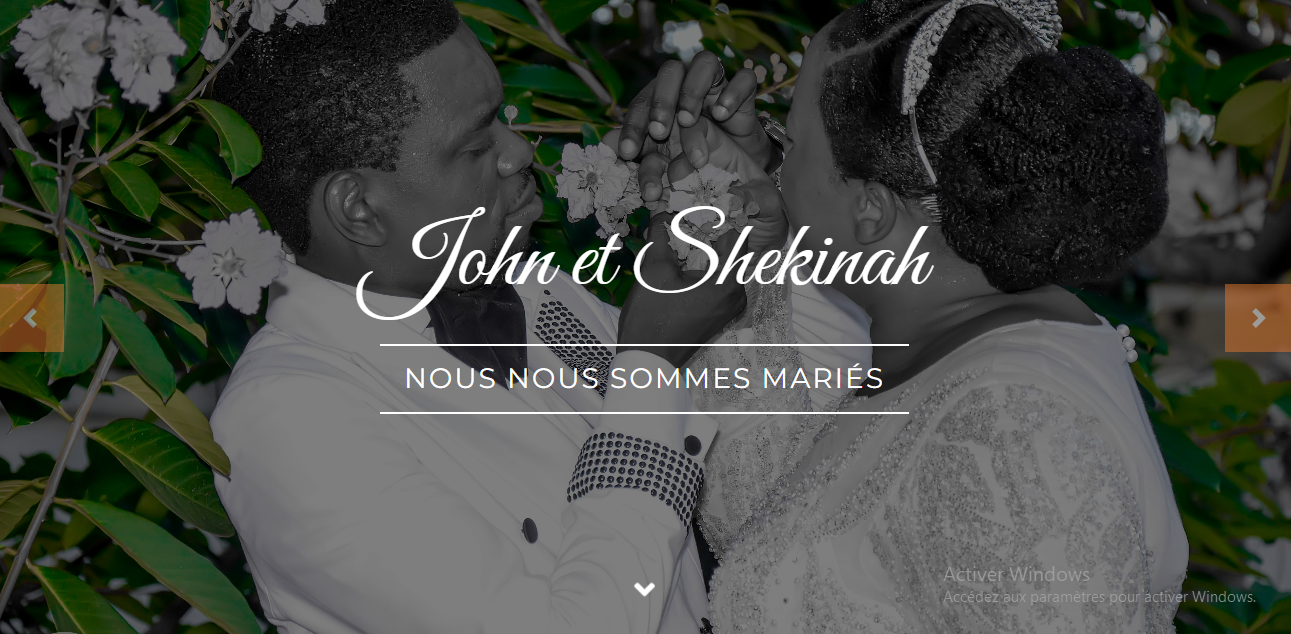 John et Shekinah
NOUS NOUS SOMMES MARIÉS
Activer Windows
Accédez aux paramètres pour activer Windows.